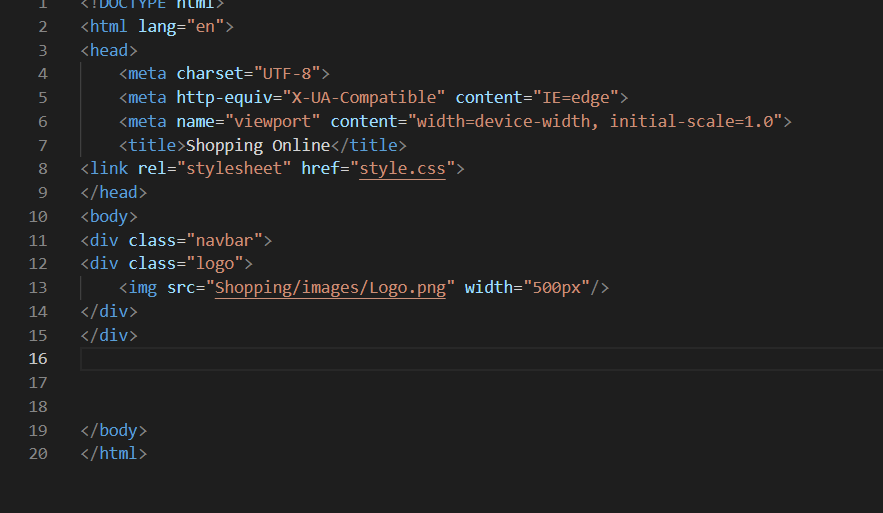 1 <!DOCTYPE html>
2 <html lang="en">
3 <head>
4     <meta charset="UTF-8">
5     <meta http-equiv="X-UA-Compatible" content="IE=edge">
6     <meta name="viewport" content="width=device-width, initial-scale=1.0">
7     <title>Shopping Online</title>
8 <link rel="stylesheet" href="style.css">
9 </head>
10 <body>
11 <div class="navbar">
12 <div class="logo">
13     <img src="Shopping/images/Logo.png" width="500px"/>
14 </div>
15 </div>
16
17
18
19 </body>
20 </html>